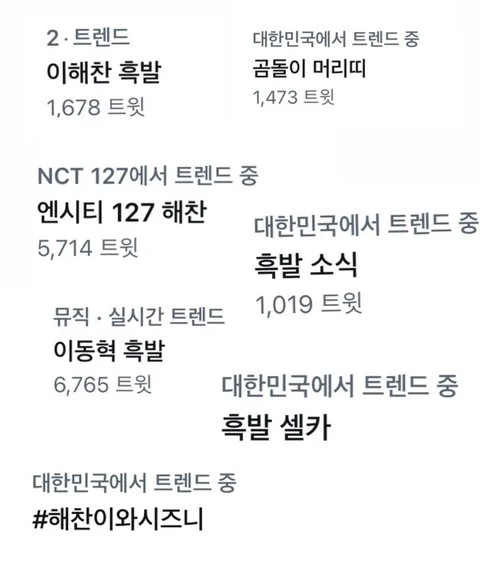 2 · 트렌드
이해찬 흑발
1,678 트윗
대한민국에서 트렌드 중
곰돌이 머리띠
1,473 트윗
NCT 127에서 트렌드 중
엔시티 127 해찬
5,714 트윗
대한민국에서 트렌드 중
흑발 소식
1,019 트윗
뮤직 · 실시간 트렌드
이동혁 흑발
6,765 트윗
대한민국에서 트렌드 중
흑발 셀카
대한민국에서 트렌드 중
#해찬이와시즈니